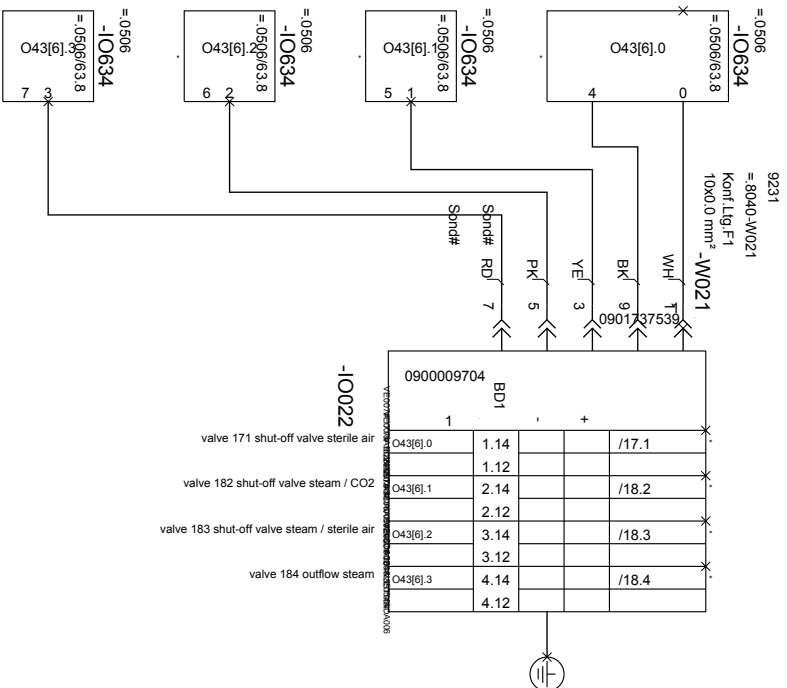 =.0506
-IO634
=.0506/63.8
O43[6].3
7 3
=.0506
-IO634
=.0506/63.8
O43[6].2
6 2
=.0506
-IO634
=.0506/63.8
O43[6].1
5 1
=.0506
-IO634
=.0506/63.8
O43[6].0
4 0
9231
=.8040-W021
Konf.Ltg.F1
10x0.0 mm²
-W021
Sond#
Sond#
RD PK YE BK WH
7 5 3 9 1
0901737539
-IO022
0900009704
BD1
1 - +
valve 171 shut-off valve sterile air O43[6].0 1.14 /17.1
1.12
valve 182 shut-off valve steam / CO2 O43[6].1 2.14 /18.2
2.12
valve 183 shut-off valve steam / sterile air O43[6].2 3.14 /18.3
3.12
valve 184 outflow steam O43[6].3 4.14 /18.4
4.12